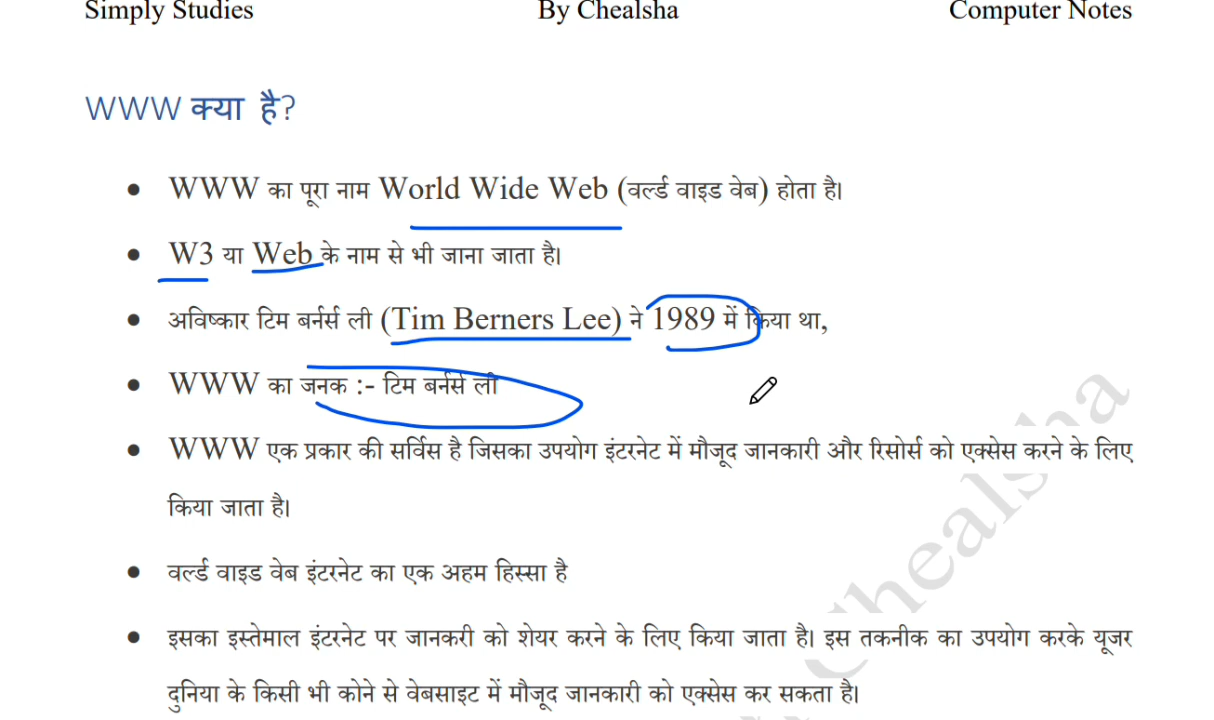 Simply Studies By Chealsha Computer Notes
WWW क्या है?
• WWW का पूरा नाम World Wide Web (वर्ल्ड वाइड वेब) होता है।
• W3 या Web के नाम से भी जाना जाता है।
• अविष्कार टिम बर्नर्स ली (Tim Berners Lee) ने 1989 में किया था,
• WWW का जनक :- टिम बर्नर्स ली
• WWW एक प्रकार की सर्विस है जिसका उपयोग इंटरनेट में मौजूद जानकारी और रिसोर्स को एक्सेस करने के लिए
किया जाता है।
• वर्ल्ड वाइड वेब इंटरनेट का एक अहम हिस्सा है
• इसका इस्तेमाल इंटरनेट पर जानकरी को शेयर करने के लिए किया जाता है। इस तकनीक का उपयोग करके यूजर
दुनिया के किसी भी कोने से वेबसाइट में मौजूद जानकारी को एक्सेस कर सकता है।
Chealsha